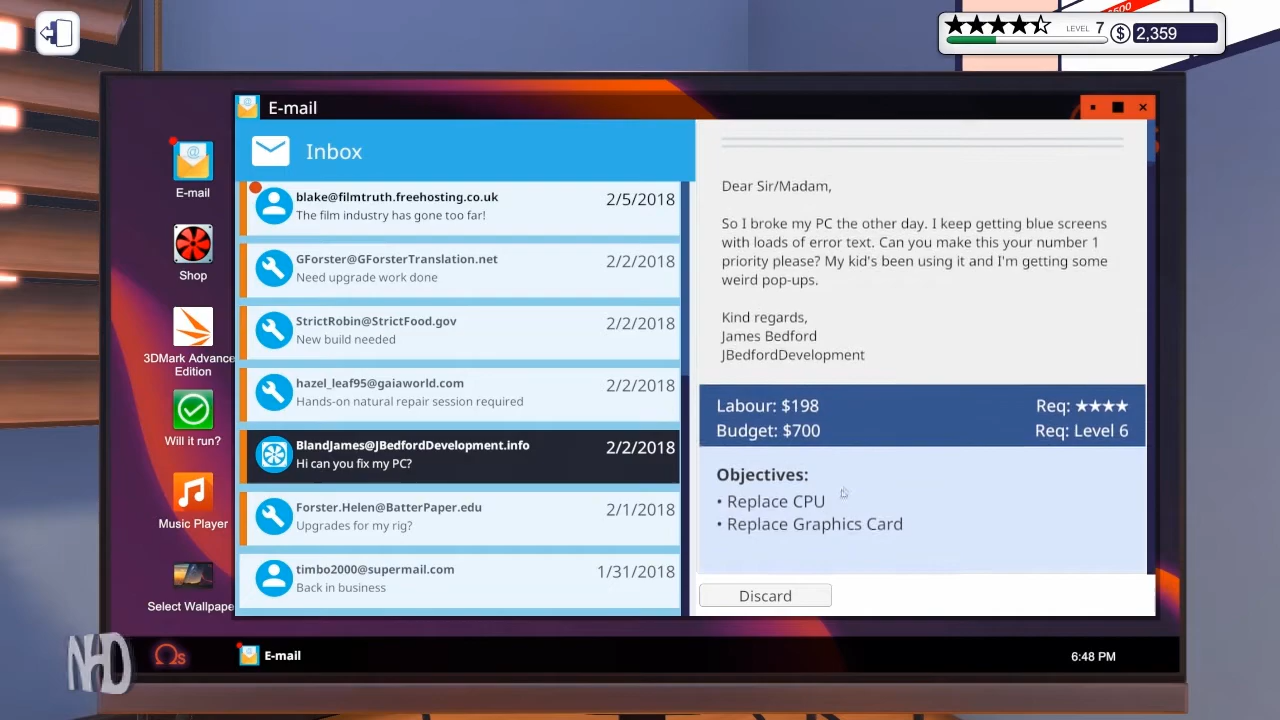 $600
LEVEL 7
$ 2,359
E-mail
Inbox
E-mail
Shop
3DMark Advance
Edition
Will it run?
Music Player
Select Wallpape
blake@filmtruth.freehosting.co.uk 2/5/2018
The film industry has gone too far!
GForster@GForsterTranslation.net 2/2/2018
Need upgrade work done
StrictRobin@StrictFood.gov 2/2/2018
New build needed
hazel_leaf95@gaiaworld.com 2/2/2018
Hands-on natural repair session required
BlandJames@JBedfordDevelopment.info 2/2/2018
Hi can you fix my PC?
Forster.Helen@BatterPaper.edu 2/1/2018
Upgrades for my rig?
timbo2000@supermail.com 1/31/2018
Back in business
Dear Sir/Madam,
So I broke my PC the other day. I keep getting blue screens
with loads of error text. Can you make this your number 1
priority please? My kid's been using it and I'm getting some
weird pop-ups.
Kind regards,
James Bedford
JBedfordDevelopment
Labour: $198 Req: ★★★★
Budget: $700 Req: Level 6
Objectives:
• Replace CPU
• Replace Graphics Card
Discard
NHD
Ωs
E-mail
6:48 PM